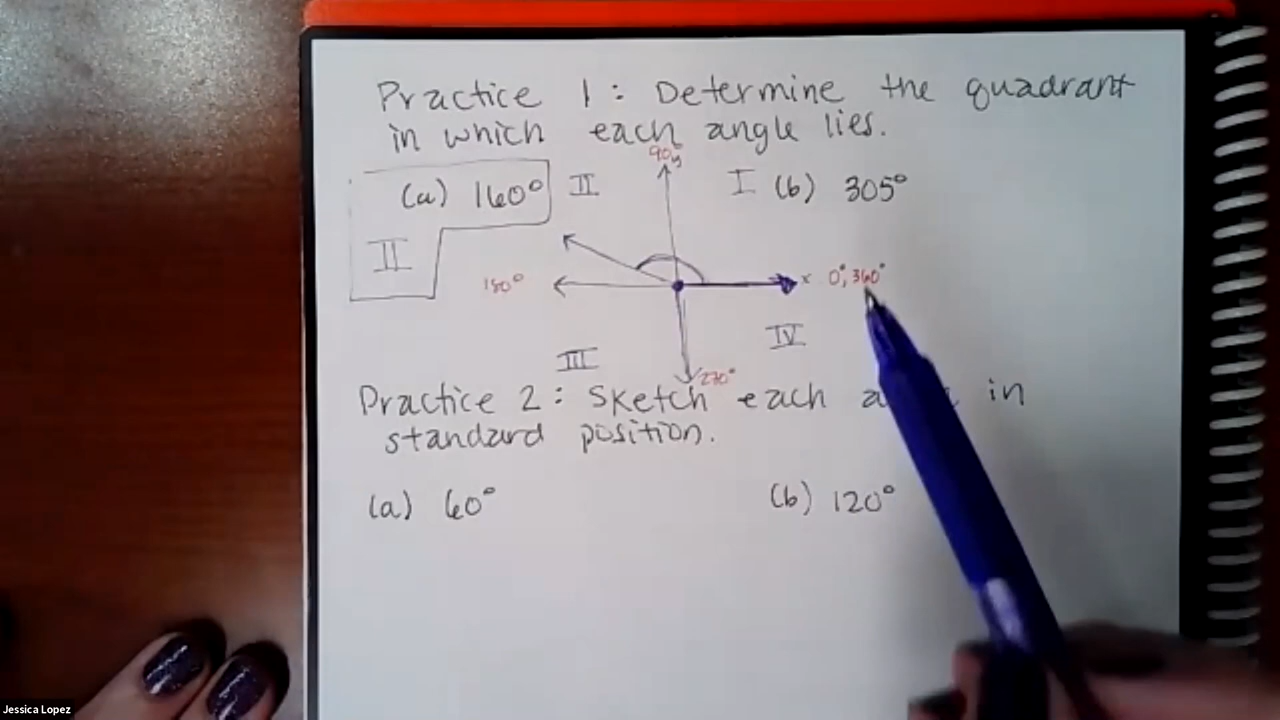 Practice 1: Determine the quadrant
in which each angle lies.
90 y
(a) 160° II I (b) 305°
II
180° x 0°, 360°
III IV
270°
Practice 2: Sketch each in
standard position.
(a) 60° (b) 120°
Jessica Lopez